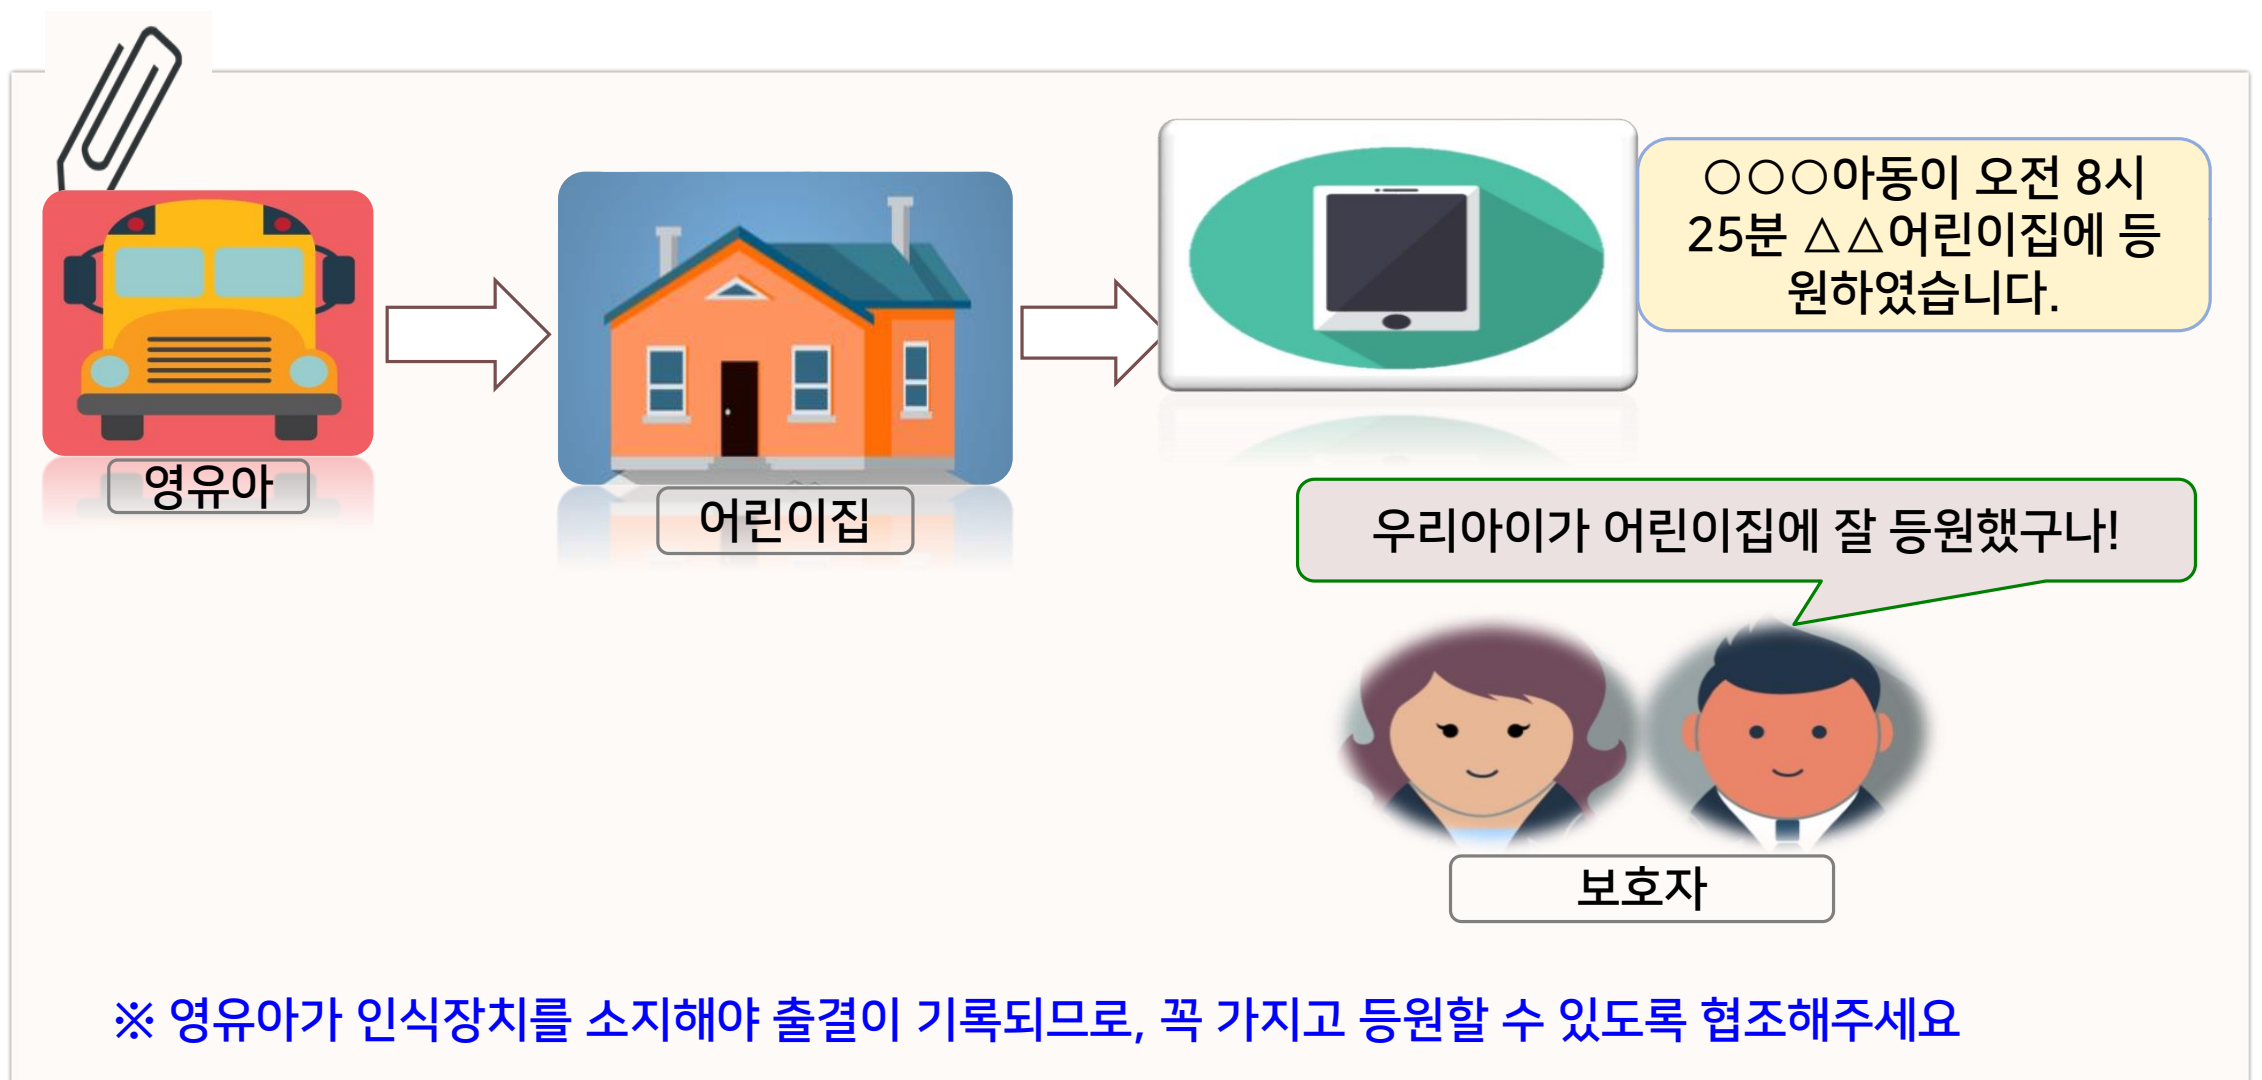 ○○○아동이 오전 8시
25분 △△어린이집에 등
원하였습니다.
영유아
어린이집
우리아이가 어린이집에 잘 등원했구나!
보호자
※ 영유아가 인식장치를 소지해야 출결이 기록되므로, 꼭 가지고 등원할 수 있도록 협조해주세요